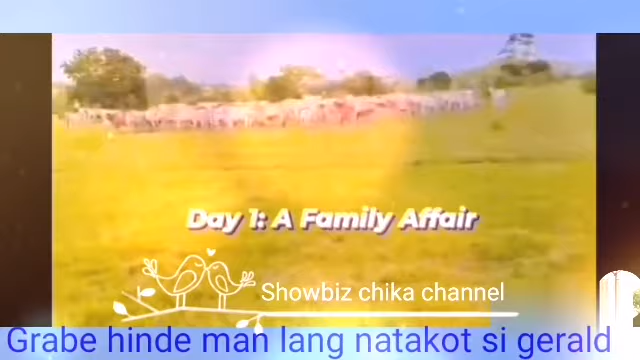 Day 1: A Family Affair
Showbiz chika channel
Grabe hinde man lang natakot si gerald